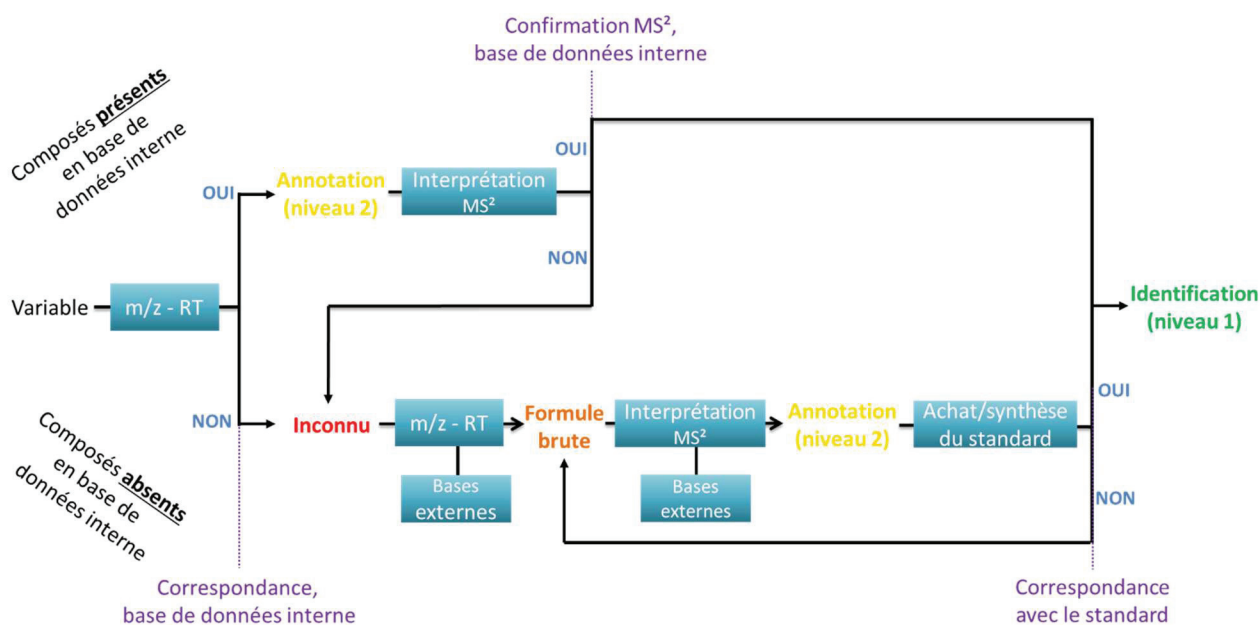 Confirmation MS²,
base de données interne
Composés présents
en base de
données interne
OUI
OUI
Annotation
(niveau 2)
Interprétation
MS²
NON
Variable
m/z - RT
Identification
(niveau 1)
NON
Inconnu
m/z - RT
Formule
brute
Interprétation
MS²
Annotation
(niveau 2)
Achat/synthèse
du standard
OUI
NON
Bases
externes
Bases
externes
Composés absents
en base de
données interne
Correspondance,
base de données interne
Correspondance
avec le standard